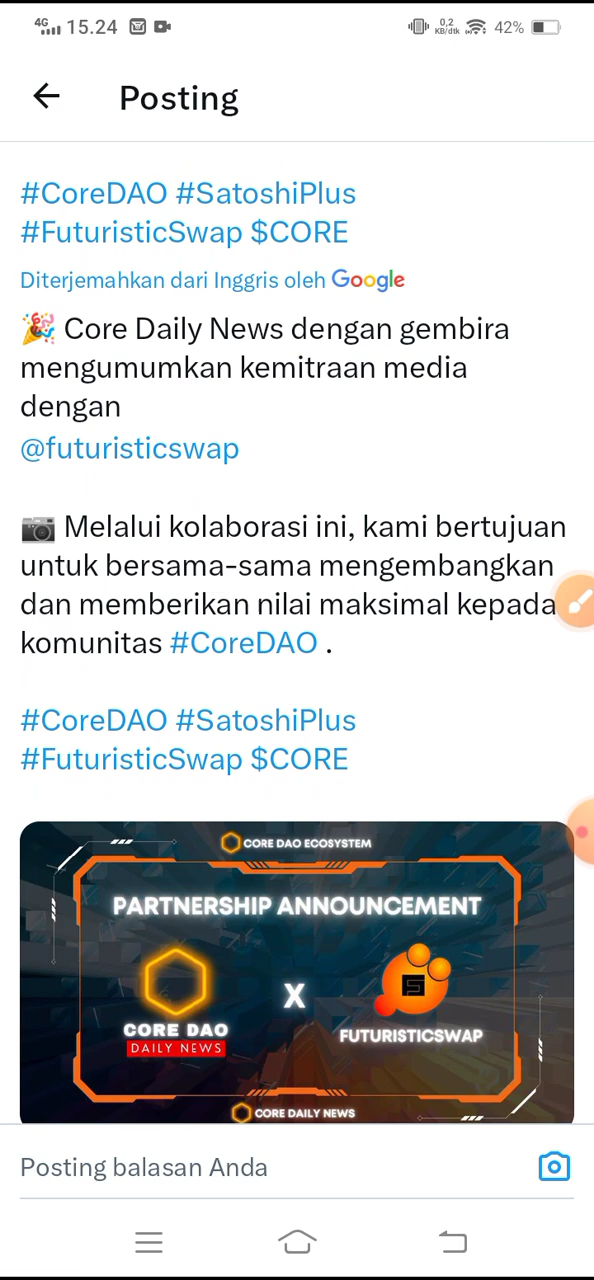 4G 15.24 0,2 KB/dtk 42%
Posting
#CoreDAO #SatoshiPlus
#FuturisticSwap $CORE
Diterjemahkan dari Inggris oleh Google
🎉 Core Daily News dengan gembira
mengumumkan kemitraan media
dengan
@futuristicswap
📷 Melalui kolaborasi ini, kami bertujuan
untuk bersama-sama mengembangkan
dan memberikan nilai maksimal kepada
komunitas #CoreDAO .
#CoreDAO #SatoshiPlus
#FuturisticSwap $CORE
CORE DAO ECOSYSTEM
PARTNERSHIP ANNOUNCEMENT
X
CORE DAO
DAILY NEWS
FUTURISTICSWAP
CORE DAILY NEWS
Posting balasan Anda